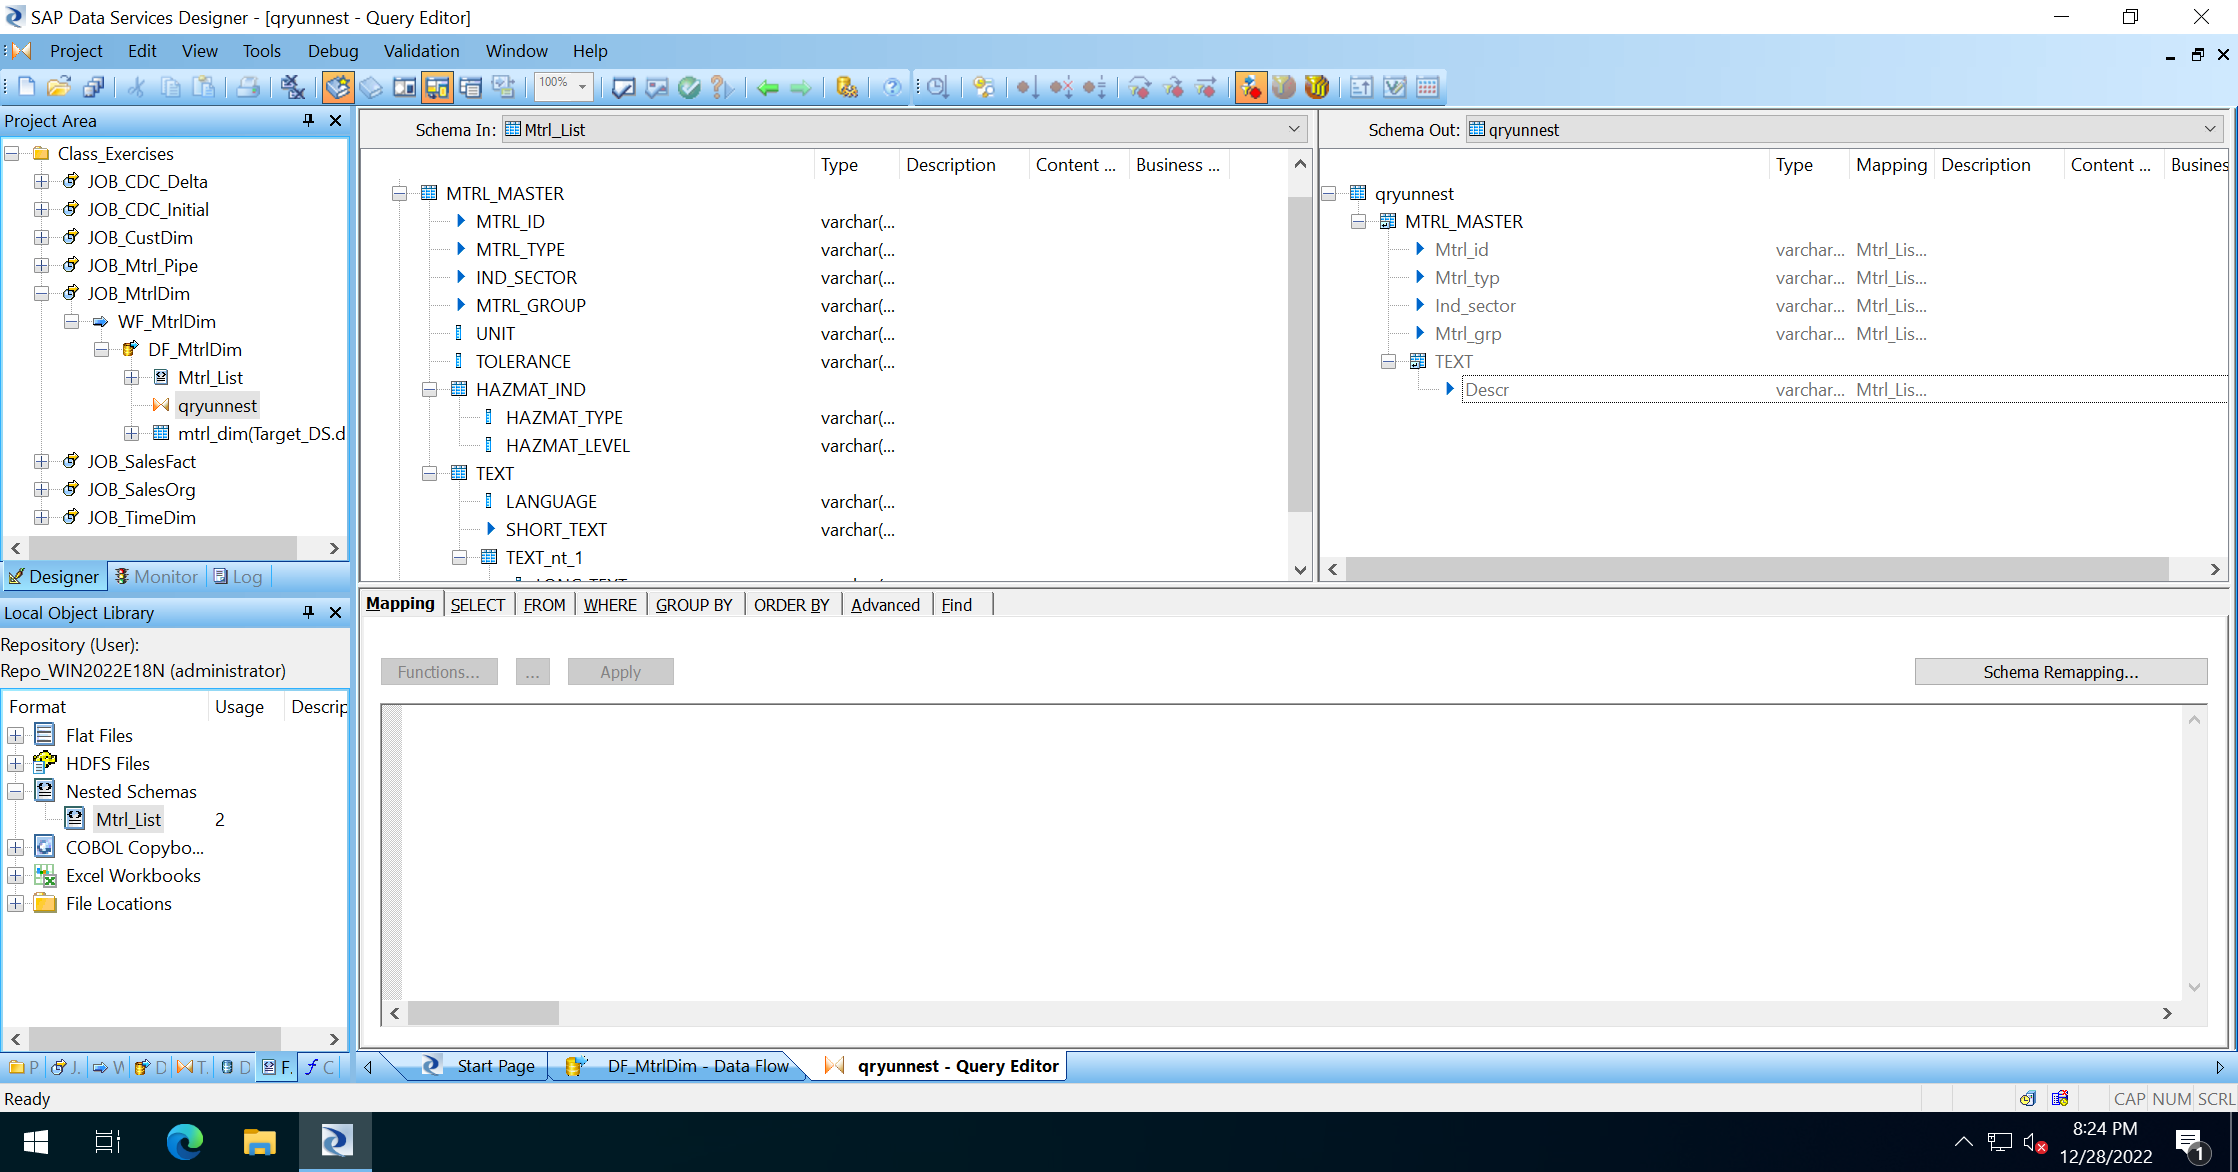 SAP Data Services Designer - [qryunnest - Query Editor]
Project Edit View Tools Debug Validation Window Help
100%
Project Area
Class_Exercises
JOB_CDC_Delta
JOB_CDC_Initial
JOB_CustDim
JOB_Mtrl_Pipe
JOB_MtrlDim
WF_MtrlDim
DF_MtrlDim
Mtrl_List
qryunnest
mtrl_dim(Target_DS.d
JOB_SalesFact
JOB_SalesOrg
JOB_TimeDim
Designer Monitor Log
Local Object Library
Repository (User):
Repo_WIN2022E18N (administrator)
Format Usage Descrip
Flat Files
HDFS Files
Nested Schemas
Mtrl_List 2
COBOL Copybo...
Excel Workbooks
File Locations
P J. W D T. D F. C
Schema In: Mtrl_List
Type Description Content ... Business ...
MTRL_MASTER
MTRL_ID varchar(...
MTRL_TYPE varchar(...
IND_SECTOR varchar(...
MTRL_GROUP varchar(...
UNIT varchar(...
TOLERANCE varchar(...
HAZMAT_IND
HAZMAT_TYPE varchar(...
HAZMAT_LEVEL varchar(...
TEXT
LANGUAGE varchar(...
SHORT_TEXT varchar(...
TEXT_nt_1
Schema Out: qryunnest
Type Mapping Description Content ... Busines
qryunnest
MTRL_MASTER
Mtrl_id varchar... Mtrl_Lis...
Mtrl_typ varchar... Mtrl_Lis...
Ind_sector varchar... Mtrl_Lis...
Mtrl_grp varchar... Mtrl_Lis...
TEXT
Descr varchar... Mtrl_Lis...
Mapping SELECT FROM WHERE GROUP BY ORDER BY Advanced Find
Functions... ... Apply Schema Remapping...
Start Page DF_MtrlDim - Data Flow qryunnest - Query Editor
Ready CAP NUM SCRL
8:24 PM
12/28/2022
1